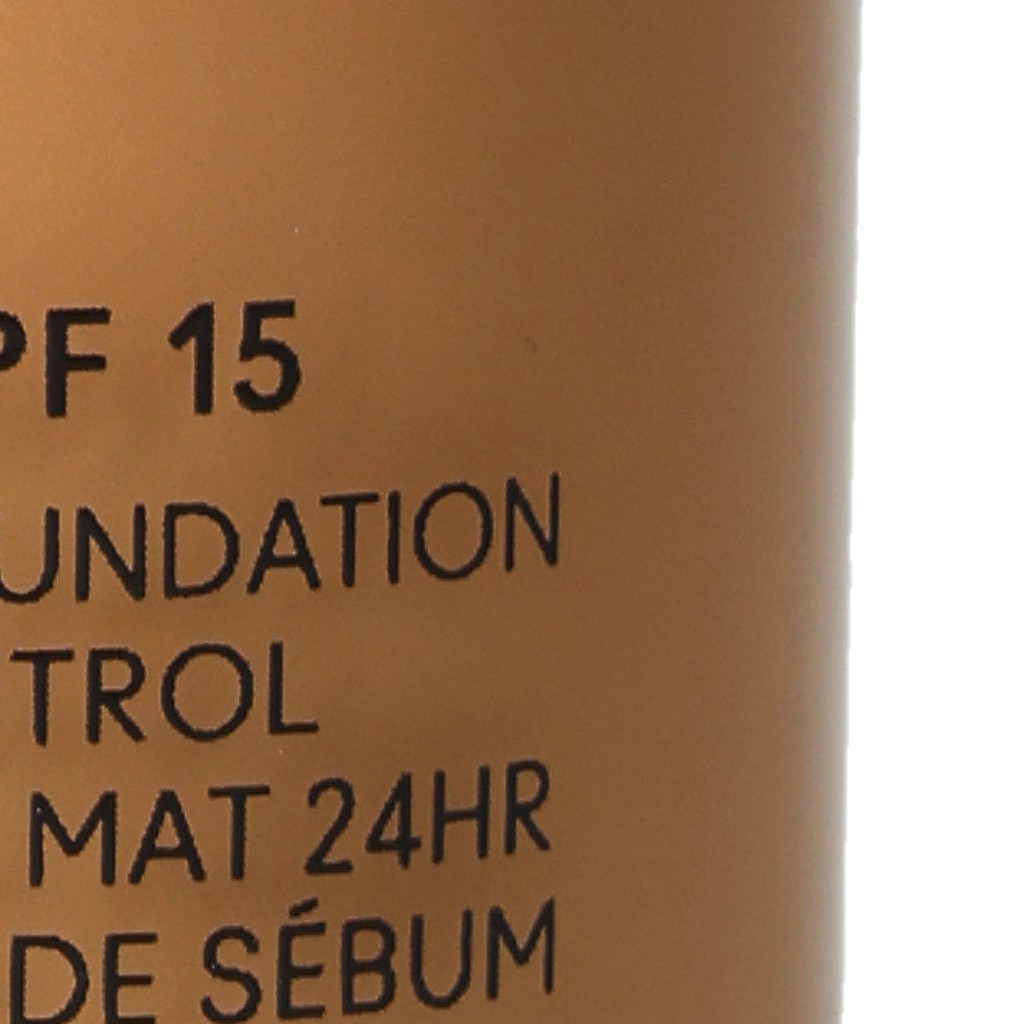 PF 15
UNDATION
TROL
MAT 24HR
DE SÉBUM